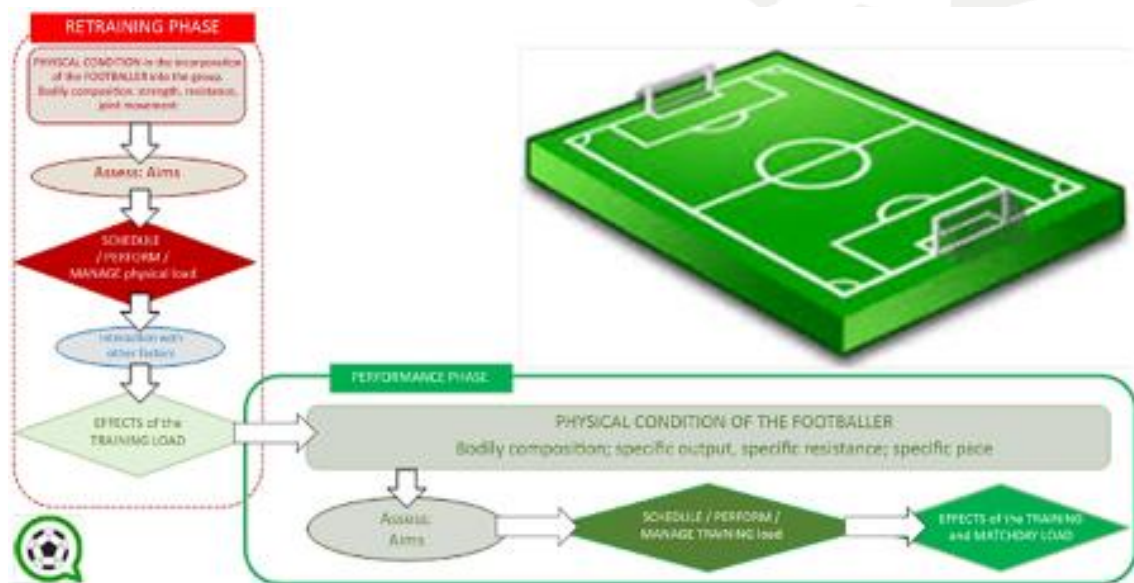 RETRAINING PHASE
PHYSICAL CONDITION in the incorporation
of the FOOTBALLER into the group.
Bodily composition, strength, resistance,
joint movement
Assess: Aims
SCHEDULE
/ PERFORM /
MANAGE physical load
Interaction with
other factors
EFFECTS of the
TRAINING LOAD
PERFORMANCE PHASE
PHYSICAL CONDITION OF THE FOOTBALLER
Bodily composition; specific output, specific resistance; specific pace
Assess:
Aims
SCHEDULE / PERFORM /
MANAGE TRAINING load
EFFECTS of the TRAINING
and MATCHDAY LOAD